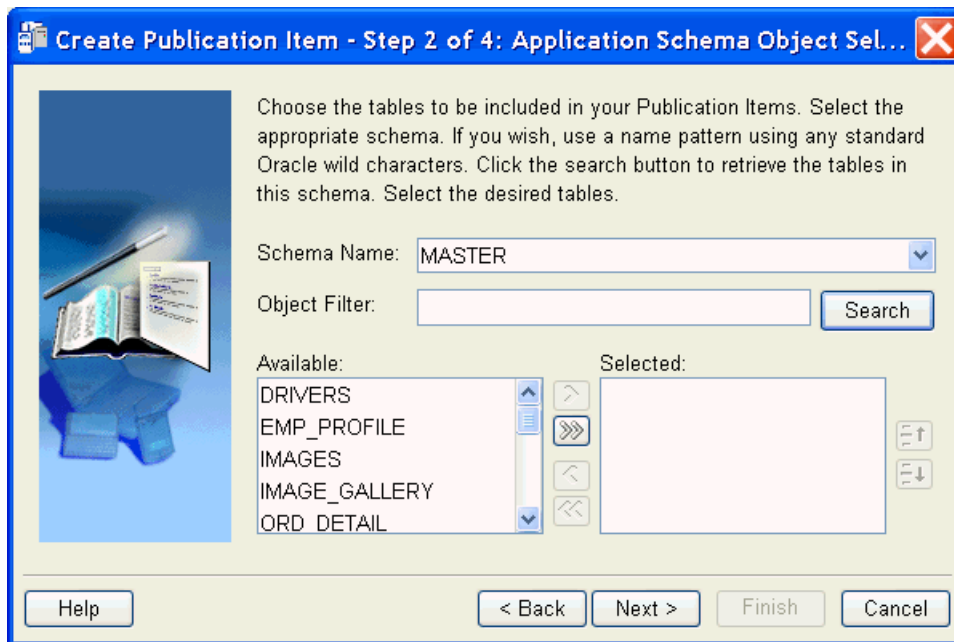 Create Publication Item - Step 2 of 4: Application Schema Object Sel...
Choose the tables to be included in your Publication Items. Select the
appropriate schema. If you wish, use a name pattern using any standard
Oracle wild characters. Click the search button to retrieve the tables in
this schema. Select the desired tables.
Schema Name: MASTER
Object Filter: Search
Available: Selected:
DRIVERS
EMP_PROFILE
IMAGES
IMAGE_GALLERY
ORD_DETAIL
Help < Back Next > Finish Cancel